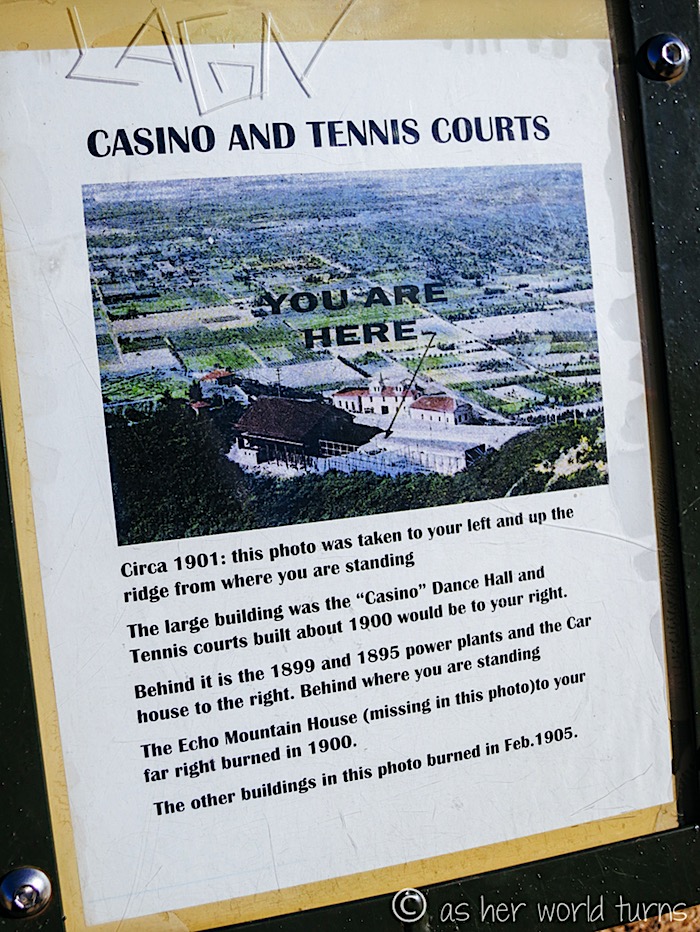 LAGN
CASINO AND TENNIS COURTS
YOU ARE
HERE
Circa 1901: this photo was taken to your left and up the
ridge from where you are standing
The large building was the “Casino” Dance Hall and
Tennis courts built about 1900 would be to your right.
Behind it is the 1899 and 1895 power plants and the Car
house to the right. Behind where you are standing
The Echo Mountain House (missing in this photo)to your
far right burned in 1900.
The other buildings in this photo burned in Feb.1905.
© as her world turns